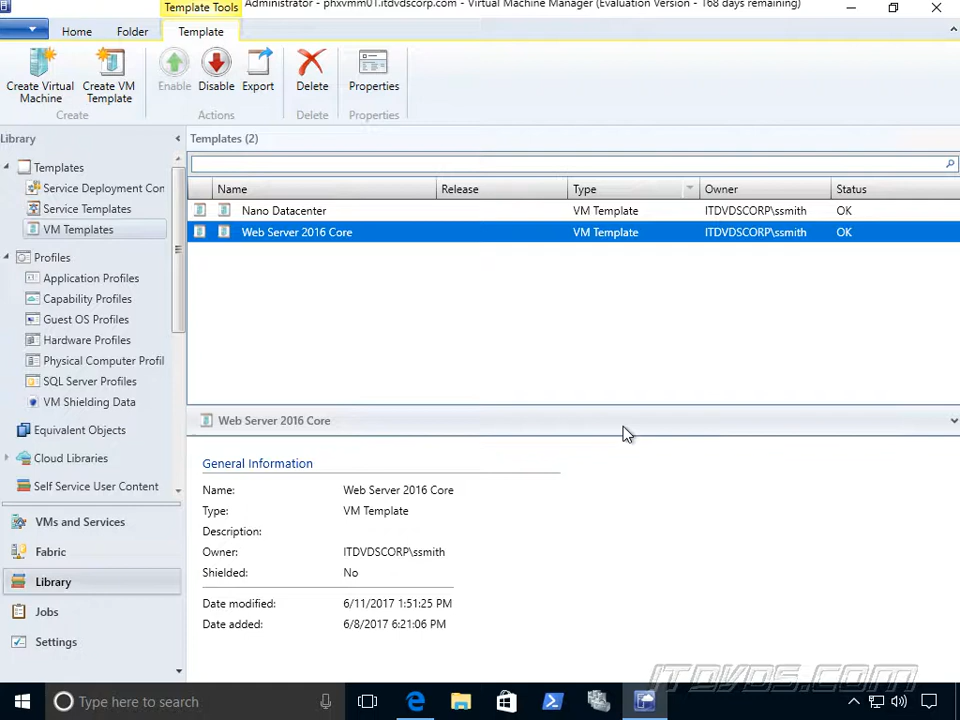 Template Tools
Administrator - phxvmm01.itdvdscorp.com - Virtual Machine Manager (Evaluation Version - 168 days remaining)
Home Folder Template
Create Virtual Machine
Create VM Template
Enable
Disable
Export
Delete
Properties
Create
Actions
Delete
Properties
Library
Templates
Service Deployment Con
Service Templates
VM Templates
Profiles
Application Profiles
Capability Profiles
Guest OS Profiles
Hardware Profiles
Physical Computer Profil
SQL Server Profiles
VM Shielding Data
Equivalent Objects
Cloud Libraries
Self Service User Content
VMs and Services
Fabric
Library
Jobs
Settings
Templates (2)
Name Release Type Owner Status
Nano Datacenter VM Template ITDVDSCORP\ssmith OK
Web Server 2016 Core VM Template ITDVDSCORP\ssmith OK
Web Server 2016 Core
General Information
Name: Web Server 2016 Core
Type: VM Template
Description:
Owner: ITDVDSCORP\ssmith
Shielded: No
Date modified: 6/11/2017 1:51:25 PM
Date added: 6/8/2017 6:21:06 PM
ITDVDS.com
Type here to search